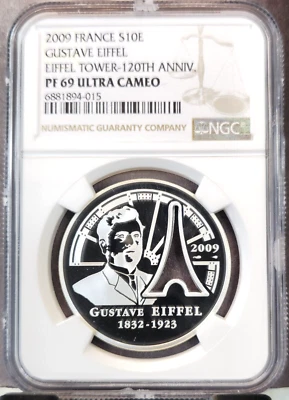 2009 FRANCE S10E
GUSTAVE EIFFEL
EIFFEL TOWER-120TH ANNIV.
PF 69 ULTRA CAMEO
6881894-015
NUMISMATIC GUARANTY COMPANY
NGC
2009
GUSTAVE EIFFEL
1832-1923